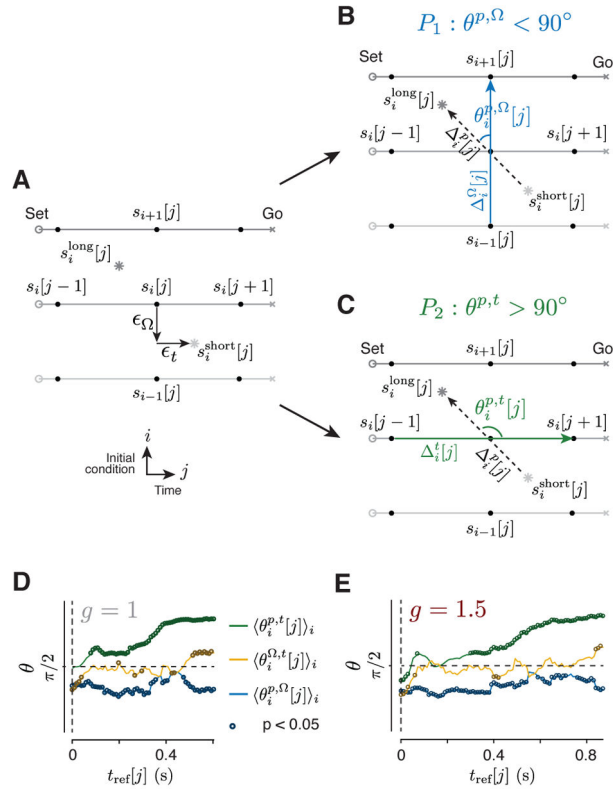 A
Set
s_{i+1}[j]
Go
s_i^{long}[j]
s_i[j−1]
s_i[j]
s_i[j+1]
ϵ_Ω
ϵ_t
s_i^{short}[j]
s_{i−1}[j]
i
Initial condition
j
Time
B
P_1 : θ^{p,Ω} < 90°
Set
s_{i+1}[j]
Go
s_i^{long}[j]
θ_i^{p,Ω}[j]
s_i[j−1]
Δ_i^p[j]
s_i[j+1]
Δ_i^Ω[j]
s_i^{short}[j]
s_{i−1}[j]
C
P_2 : θ^{p,t} > 90°
Set
s_{i+1}[j]
Go
s_i^{long}[j]
θ_i^{p,t}[j]
s_i[j−1]
s_i[j+1]
Δ_i^t[j]
Δ_i^p[j]
s_i^{short}[j]
s_{i−1}[j]
D
g = 1
θ
π/2
0
0.4
t_{ref}[j] (s)
⟨θ_i^{p,t}[j]⟩_i
⟨θ_i^{Ω,t}[j]⟩_i
⟨θ_i^{p,Ω}[j]⟩_i
p < 0.05
E
g = 1.5
θ
π/2
0
0.4
0.8
t_{ref}[j] (s)